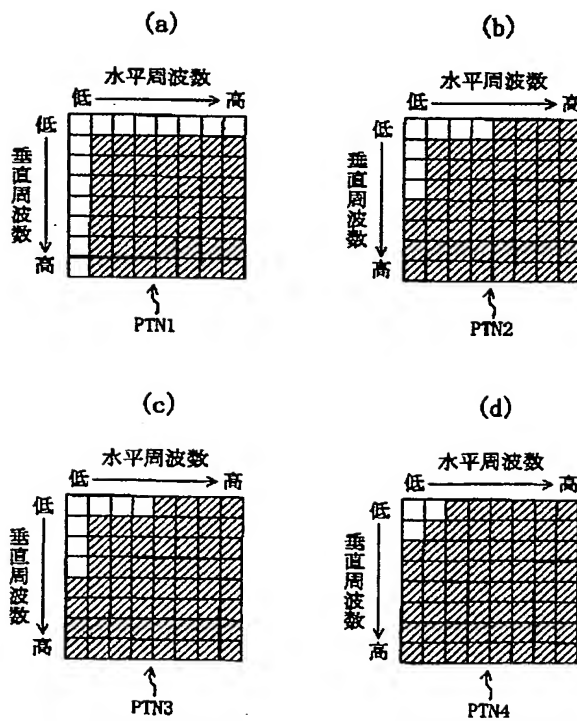 (a)
水平周波数
低 高
低
垂直周波数
高
PTN1
(b)
水平周波数
低 高
低
垂直周波数
高
PTN2
(c)
水平周波数
低 高
低
垂直周波数
高
PTN3
(d)
水平周波数
低 高
低
垂直周波数
高
PTN4